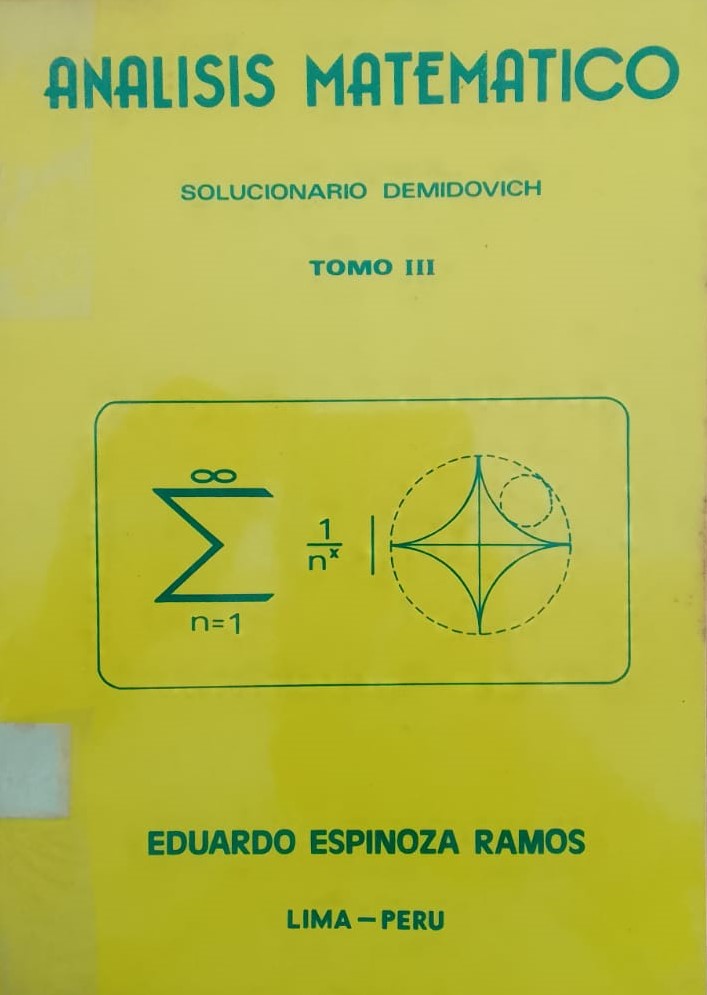 ANALISIS MATEMATICO
SOLUCIONARIO DEMIDOVICH
TOMO III
∞
∑ 1/nˣ |
n=1
EDUARDO ESPINOZA RAMOS
LIMA – PERU